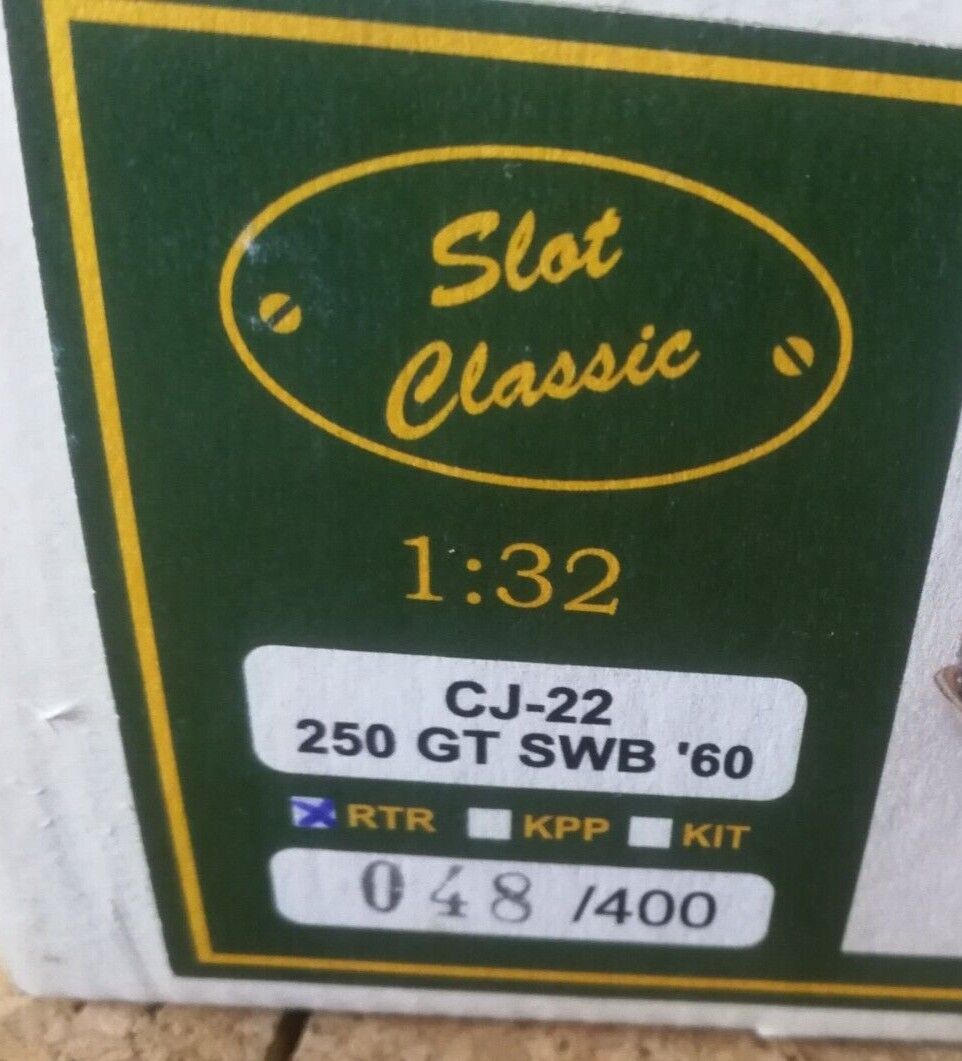 Slot
Classic
1:32
CJ-22
250 GT SWB '60
RTR KPP KIT
048 /400